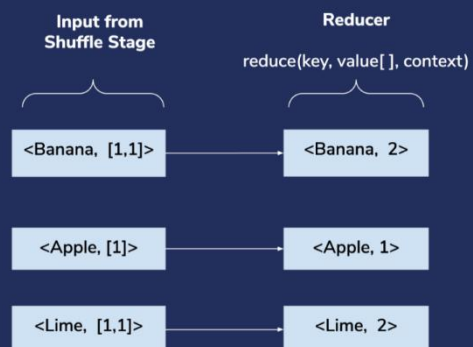 Input from
Shuffle Stage
Reducer
reduce(key, value[ ], context)
<Banana,  [1,1]>
<Banana,  2>
<Apple, [1]>
<Apple, 1>
<Lime,  [1,1]>
<Lime,  2>